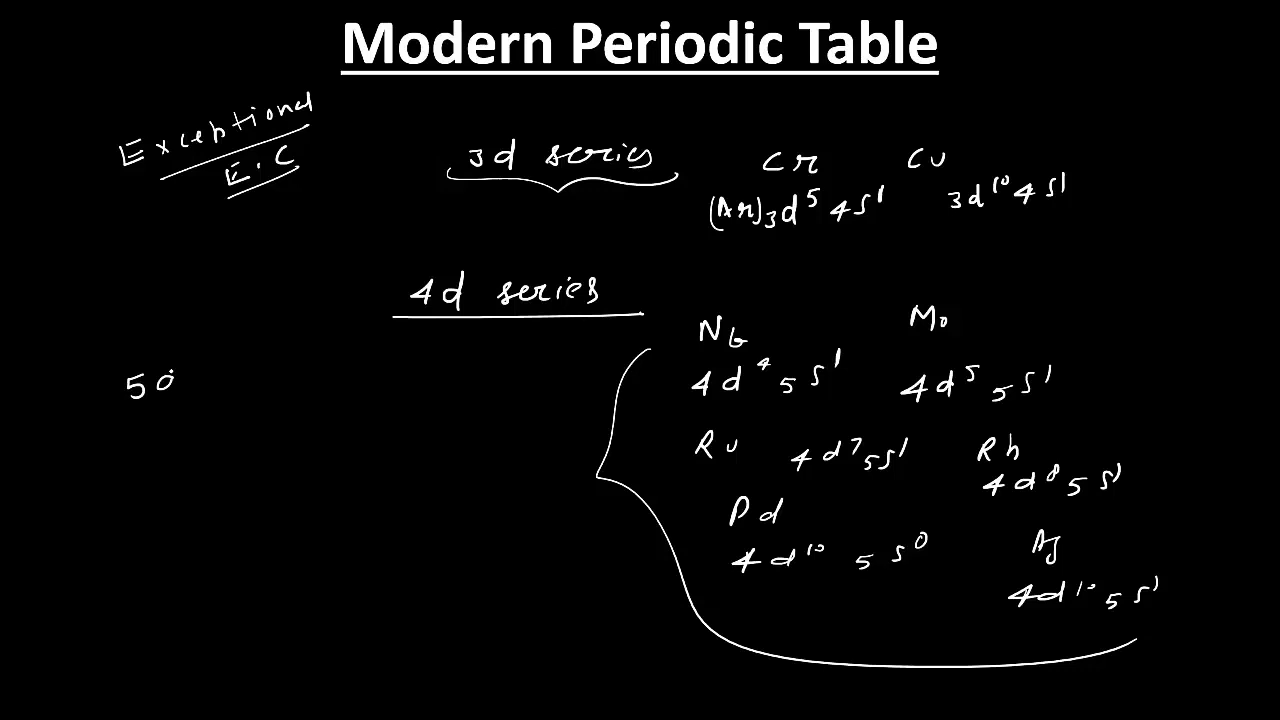 Modern Periodic Table
Exceptional
E.C
3d series
Cr Cu
(Ar)3d⁵ 4s¹ 3d¹⁰ 4s¹
4d series
Nb Mo
4d⁴ 5s¹ 4d⁵ 5s¹
Ru 4d⁷ 5s¹ Rh
4d⁸ 5s¹
Pd
4d¹⁰ 5s⁰
Ag
4d¹⁰ 5s¹